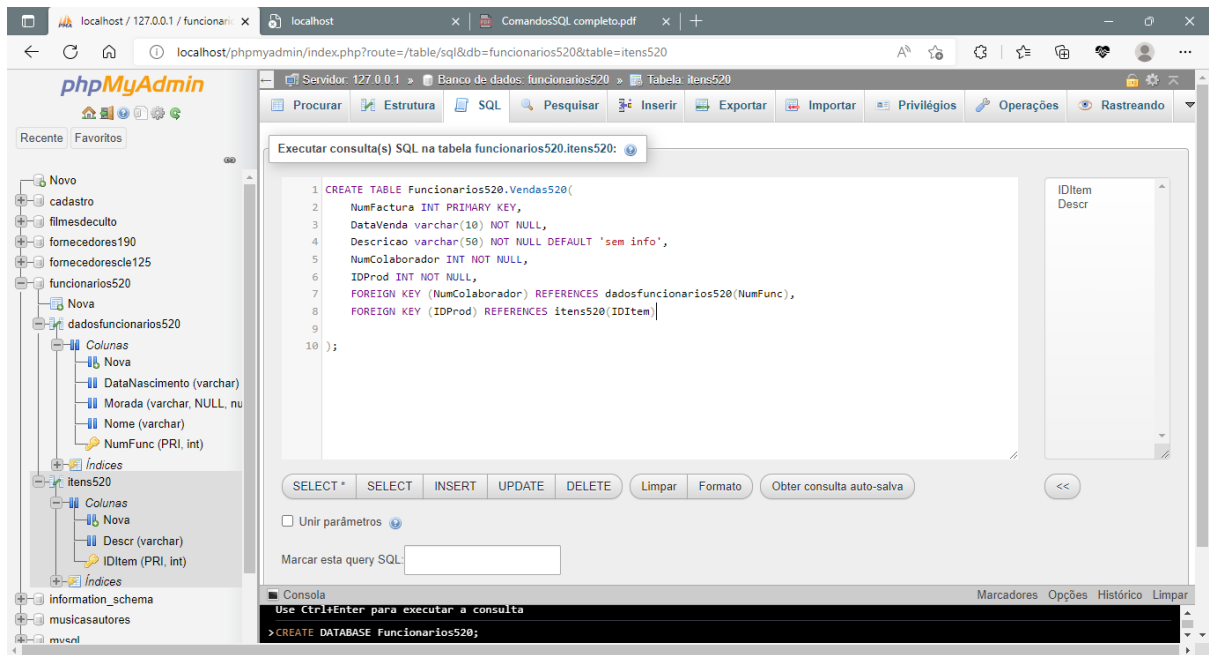 localhost / 127.0.0.1 / funcionaric
localhost
ComandosSQL completo.pdf
localhost/phpmyadmin/index.php?route=/table/sql&db=funcionarios520&table=itens520
phpMyAdmin
Recente Favoritos
Novo
cadastro
filmesdeculto
fornecedores190
fornecedorescle125
funcionarios520
Nova
dadosfuncionarios520
Colunas
Nova
DataNascimento (varchar)
Morada (varchar, NULL, nu
Nome (varchar)
NumFunc (PRI, int)
Índices
itens520
Colunas
Nova
Descr (varchar)
IDItem (PRI, int)
Índices
information_schema
musicasautores
mysql
Servidor: 127.0.0.1 » Banco de dados: funcionarios520 » Tabela: itens520
Procurar Estrutura SQL Pesquisar Inserir Exportar Importar Privilégios Operações Rastreando
Executar consulta(s) SQL na tabela funcionarios520.itens520:
1 CREATE TABLE Funcionarios520.Vendas520(
2 NumFactura INT PRIMARY KEY,
3 DataVenda varchar(10) NOT NULL,
4 Descricao varchar(50) NOT NULL DEFAULT 'sem info',
5 NumColaborador INT NOT NULL,
6 IDProd INT NOT NULL,
7 FOREIGN KEY (NumColaborador) REFERENCES dadosfuncionarios520(NumFunc),
8 FOREIGN KEY (IDProd) REFERENCES itens520(IDItem)
9
10 );
IDItem
Descr
SELECT * SELECT INSERT UPDATE DELETE Limpar Formato Obter consulta auto-salva <<
Unir parâmetros
Marcar esta query SQL:
Consola Marcadores Opções Histórico Limpar
Use Ctrl+Enter para executar a consulta
>CREATE DATABASE Funcionarios520;